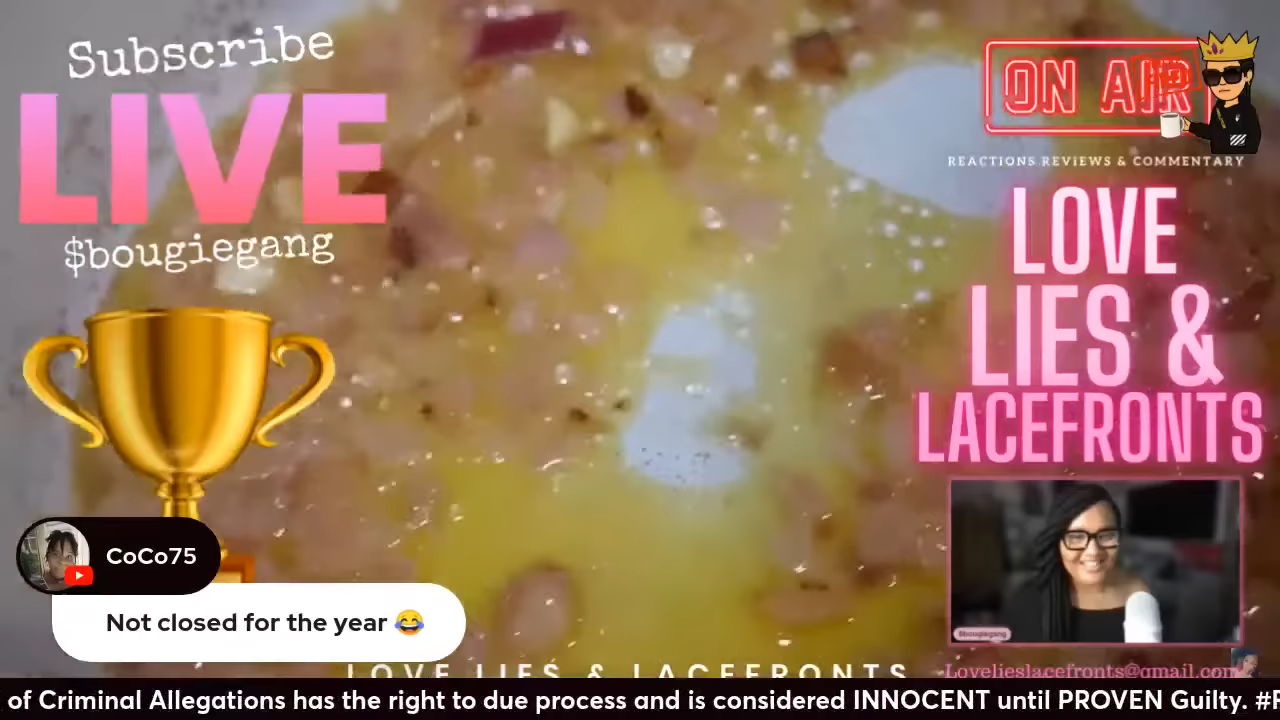 Subscribe
LIVE
$bougiegang
ON AIR
REACTIONS REVIEWS & COMMENTARY
LOVE
LIES &
LACEFRONTS
CoCo75
Not closed for the year 😂
$bougiegang
LOVE LIES & LACEFRONTS
Lovelieslacefronts@gmail.com
of Criminal Allegations has the right to due process and is considered INNOCENT until PROVEN Guilty. #